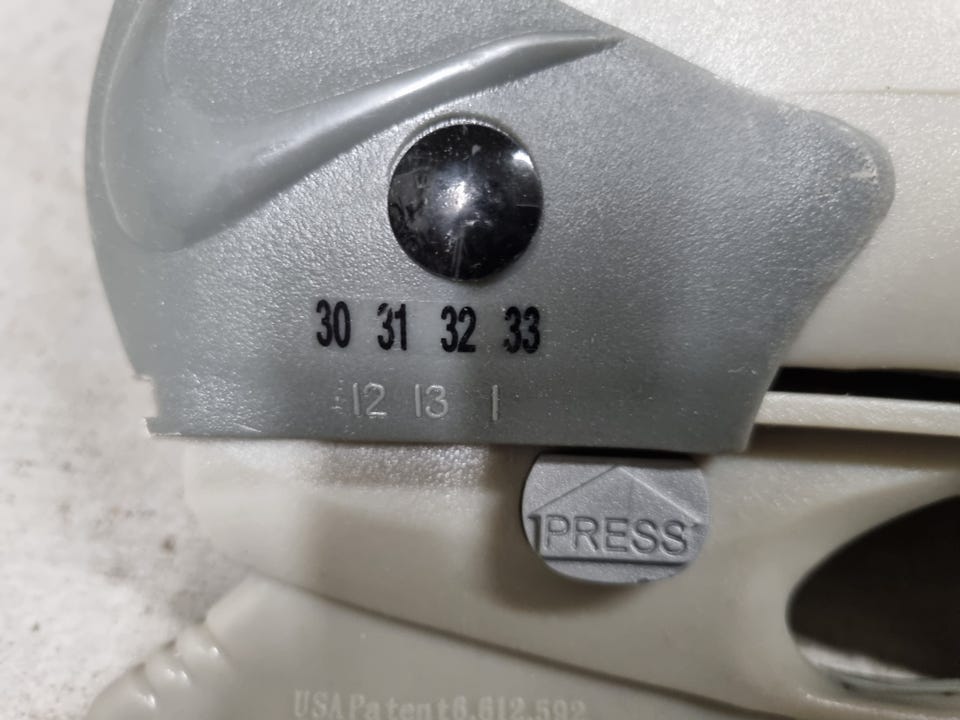 30 31 32 33
12 13 1
PRESS
USA Patent 6,612,592